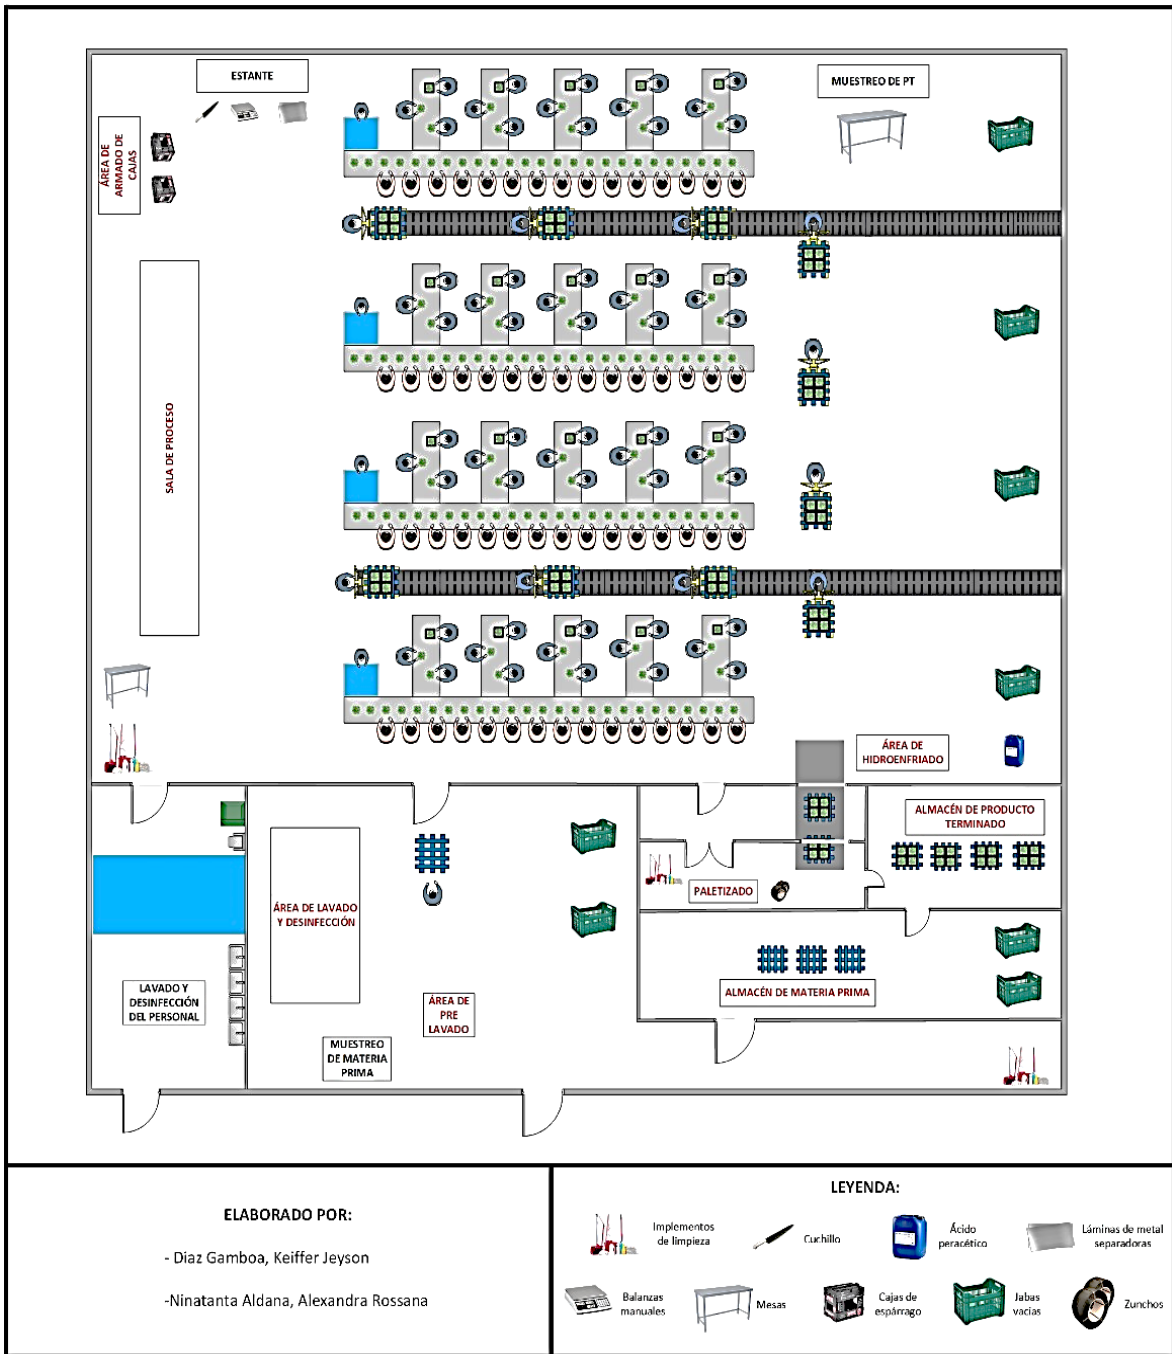 ESTANTE
MUESTREO DE PT
ÁREA DE
ARMADO DE
CAJAS
SALA DE PROCESO
ÁREA DE
HIDROENFRIADO
ALMACÉN DE PRODUCTO
TERMINADO
PALETIZADO
ÁREA DE LAVADO
Y DESINFECCIÓN
LAVADO Y
DESINFECCIÓN
DEL PERSONAL
ÁREA DE
PRE
LAVADO
ALMACÉN DE MATERIA PRIMA
MUESTREO
DE MATERIA
PRIMA
ELABORADO POR:
- Diaz Gamboa, Keiffer Jeyson
-Ninatanta Aldana, Alexandra Rossana
LEYENDA:
Implementos
de limpieza
Cuchillo
Ácido
peracético
Láminas de metal
separadoras
Balanzas
manuales
Mesas
Cajas de
espárrago
Jabas
vacias
Zunchos